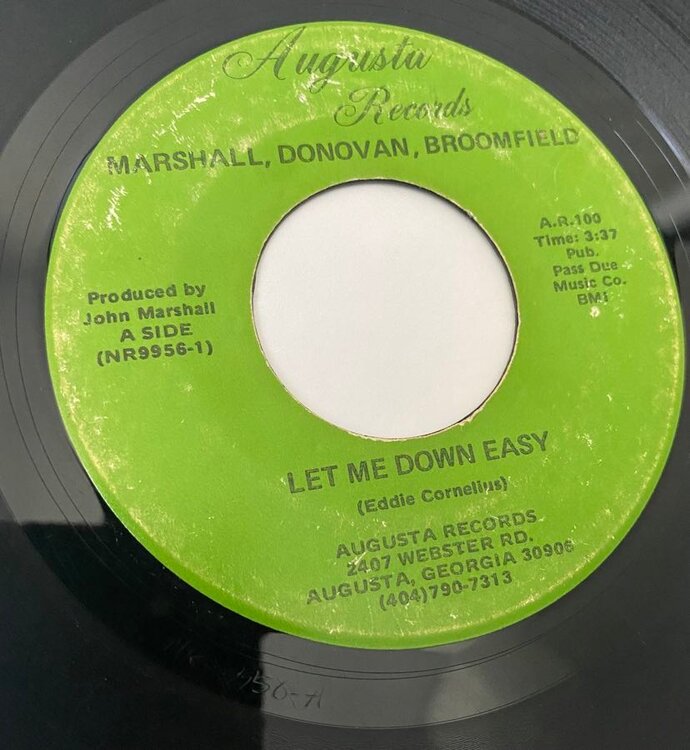 Augusta
Records
MARSHALL, DONOVAN, BROOMFIELD
A.R.100
Time: 3:37
Pub.
Pass Due
Music Co.
BMI
Produced by
John Marshall
A SIDE
(NR9956-1)
LET ME DOWN EASY
(Eddie Cornelius)
AUGUSTA RECORDS
2407 WEBSTER RD.
AUGUSTA, GEORGIA 30906
(404)790-7313